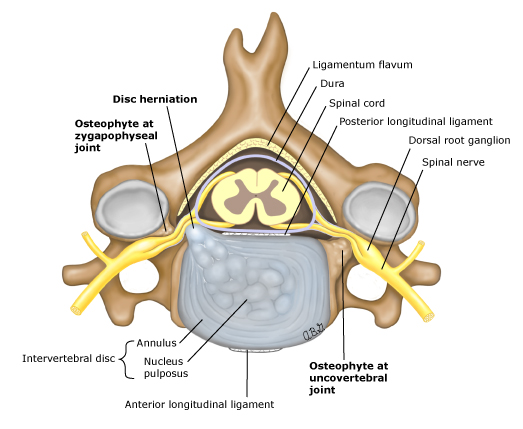 Ligamentum flavum
Dura
Disc herniation
Spinal cord
Osteophyte at
zygapophyseal
joint
Posterior longitudinal ligament
Dorsal root ganglion
Spinal nerve
Annulus
Intervertebral disc
Nucleus
pulposus
Osteophyte at
uncovertebral
joint
Anterior longitudinal ligament